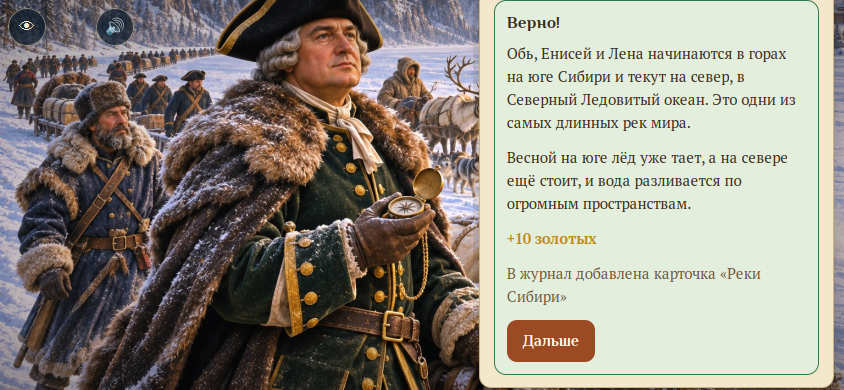 Верно!
Обь, Енисей и Лена начинаются в горах
на юге Сибири и текут на север, в
Северный Ледовитый океан. Это одни из
самых длинных рек мира.
Весной на юге лёд уже тает, а на севере
ещё стоит, и вода разливается по
огромным пространствам.
+10 золотых
В журнал добавлена карточка «Реки
Сибири»
Дальше